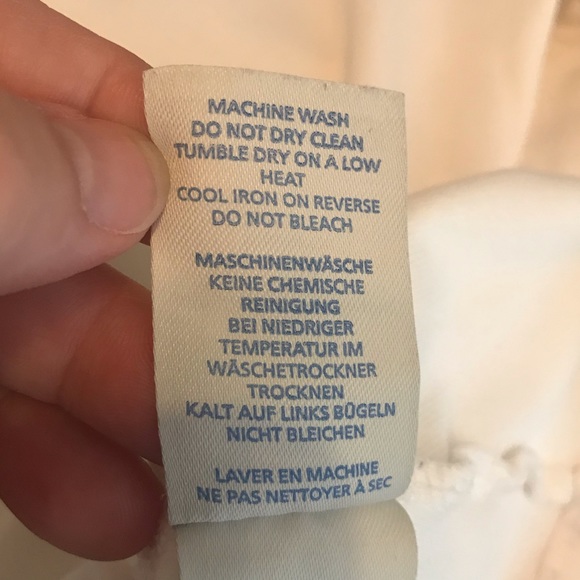 MACHINE WASH
DO NOT DRY CLEAN
TUMBLE DRY ON A LOW
HEAT
COOL IRON ON REVERSE
DO NOT BLEACH
MASCHINENWÄSCHE
KEINE CHEMISCHE
REINIGUNG
BEI NIEDRIGER
TEMPERATUR IM
WÄSCHETROCKNER
TROCKNEN
KALT AUF LINKS BÜGELN
NICHT BLEICHEN
LAVER EN MACHINE
NE PAS NETTOYER À SEC